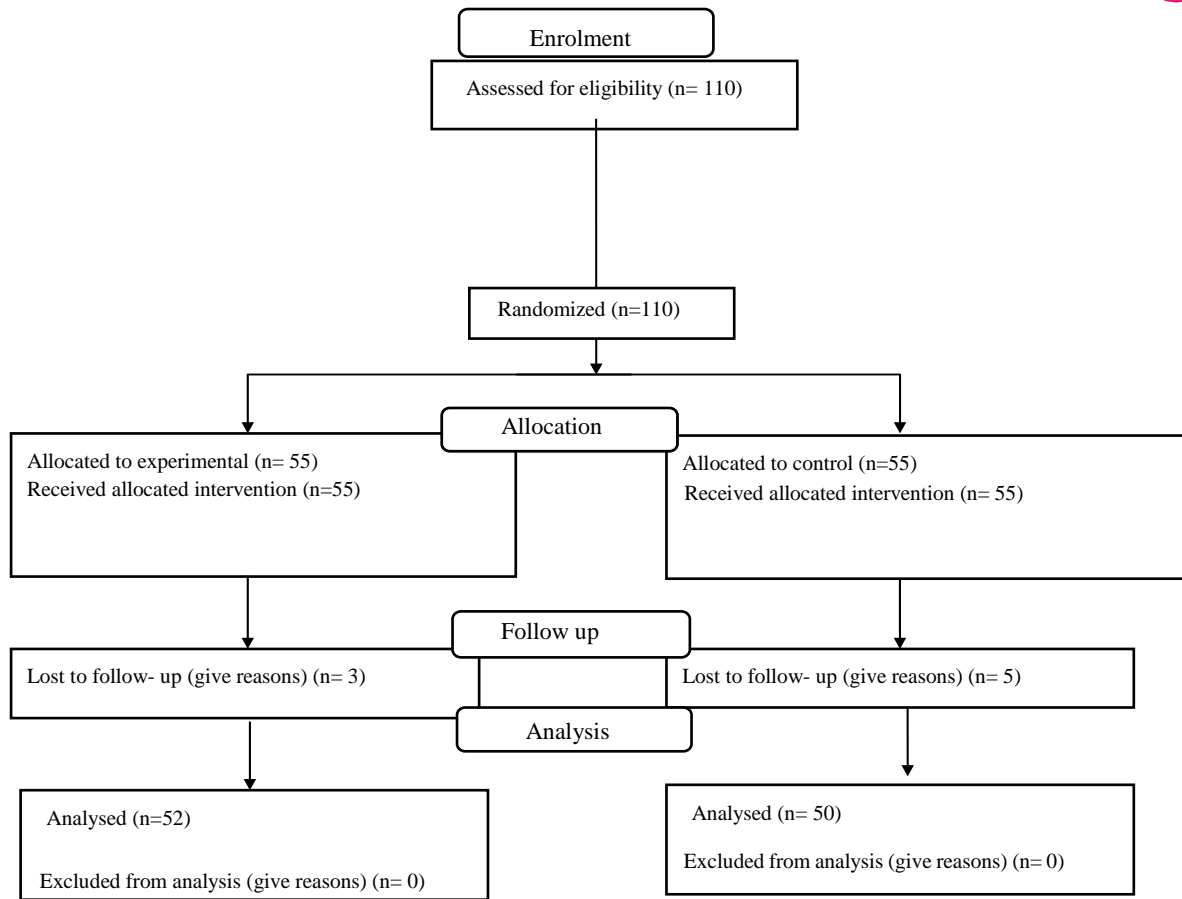 Enrolment
Assessed for eligibility (n= 110)
Randomized (n=110)
Allocation
Allocated to experimental (n= 55)
Received allocated intervention (n=55)
Allocated to control (n=55)
Received allocated intervention (n= 55)
Follow up
Lost to follow- up (give reasons) (n= 3)
Lost to follow- up (give reasons) (n= 5)
Analysis
Analysed (n=52)
Excluded from analysis (give reasons) (n= 0)
Analysed (n= 50)
Excluded from analysis (give reasons) (n= 0)